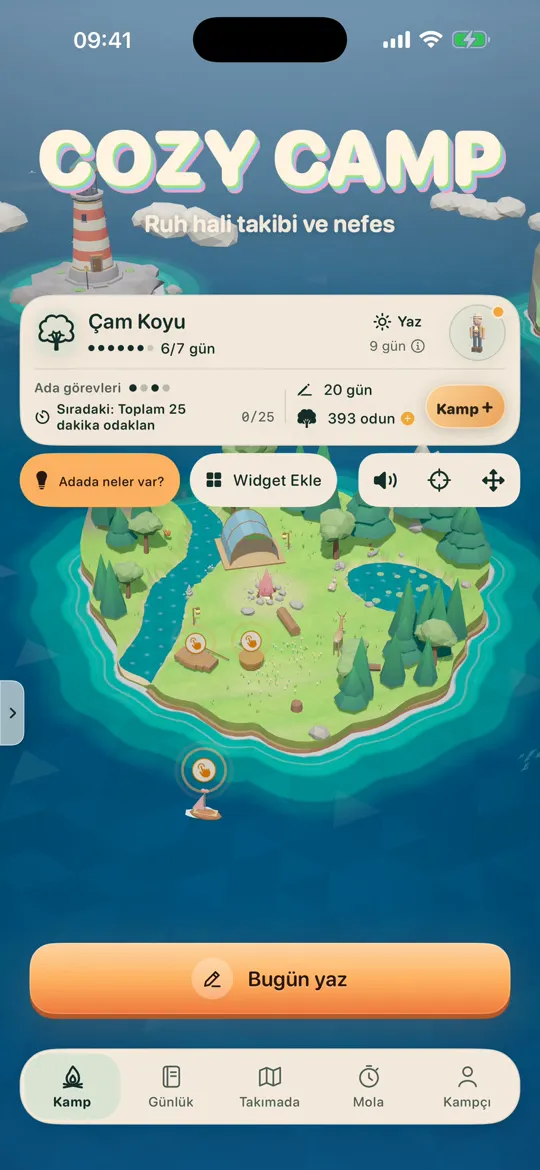 09:41
COZY CAMP
Ruh hali takibi ve nefes
Çam Koyu
6/7 gün
Yaz
9 gün
Ada görevleri
Sıradaki: Toplam 25
dakika odaklan
0/25
20 gün
393 odun
Kamp+
Adada neler var?
Widget Ekle
Bugün yaz
Kamp
Günlük
Takımada
Mola
Kampçı